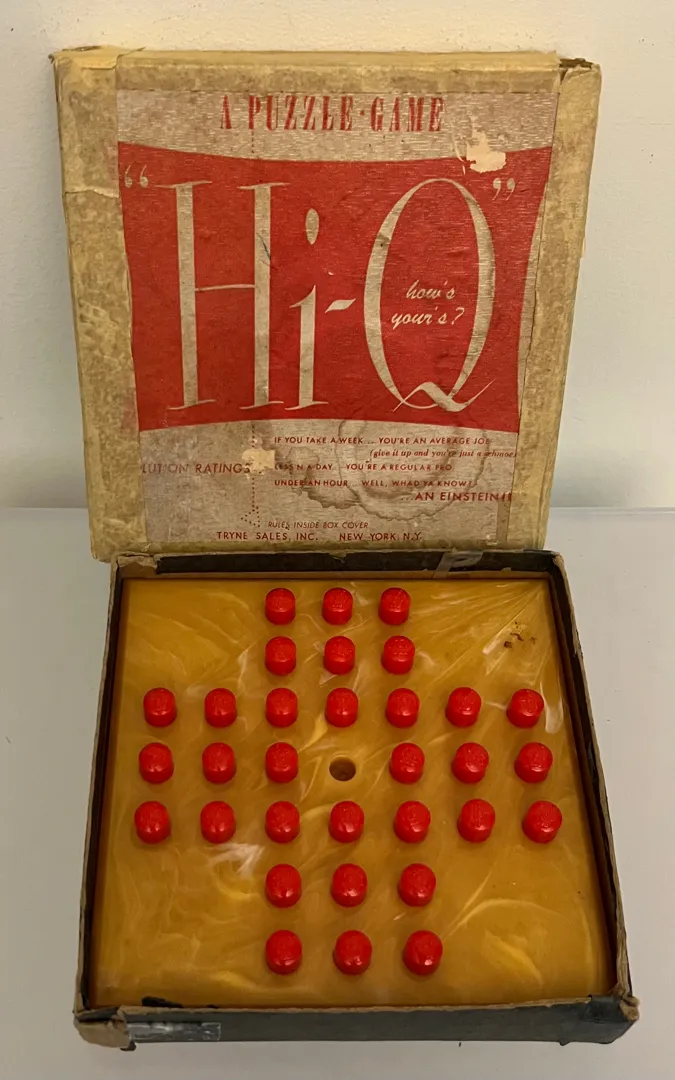 A PUZZLE-GAME
"Hi-Q"
how's
your's?
IF YOU TAKE A WEEK ... YOU'RE AN AVERAGE JOE
(give it up and you're just a
LUTION RATINGS
LESS N A DAY YOU'RE A REGULAR PRO
UNDER AN HOUR ... WELL, WHAD'YA KNOW!
...AN EINSTEIN!!
RULES INSIDE BOX COVER
TRYNE SALES, INC. NEW YORK, N.Y.